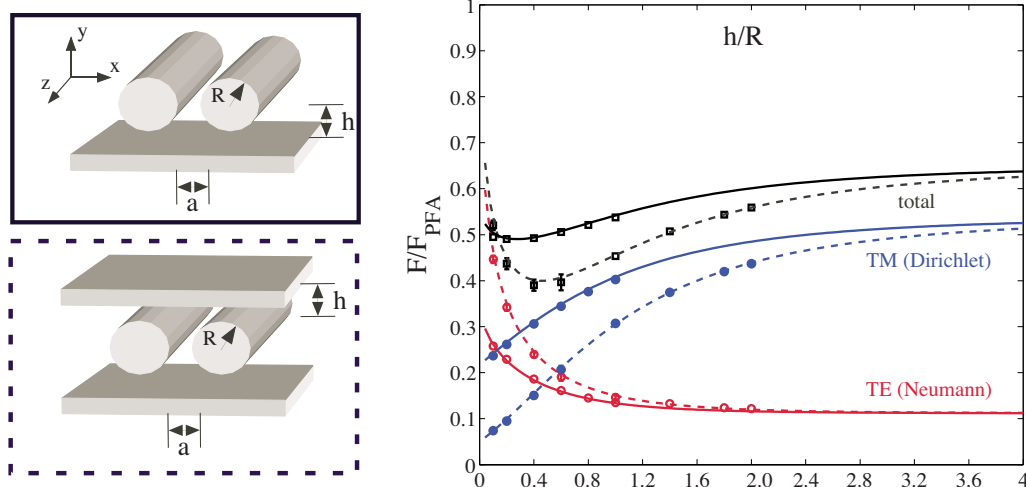 y
x
z
R
h
a
h
R
a
h/R
F/F_PFA
1
0.9
0.8
0.7
0.6
0.5
0.4
0.3
0.2
0.1
0
total
TM (Dirichlet)
TE (Neumann)
0 0.4 0.8 1.0 1.6 2.0 2.4 2.8 3.2 3.6 4